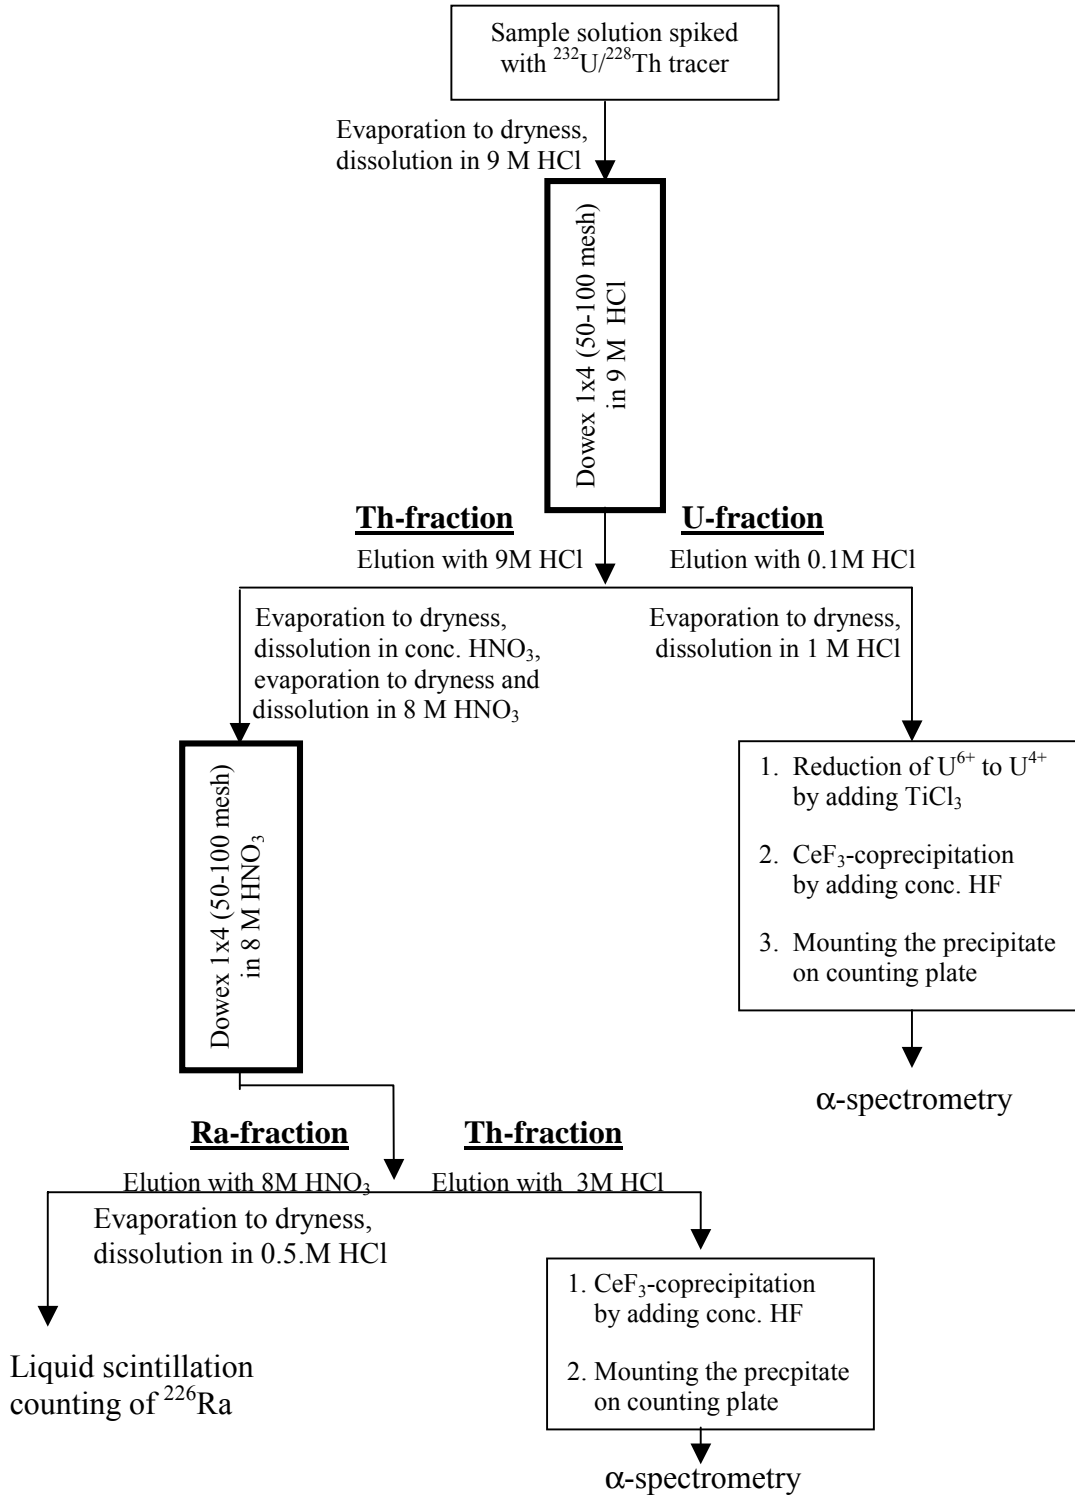 Sample solution spiked
with ²³²U/²²⁸Th tracer
Evaporation to dryness,
dissolution in 9 M HCl
Dowex 1x4 (50-100 mesh)
in 9 M  HCl
Th-fraction
U-fraction
Elution with 9M HCl
Elution with 0.1M HCl
Evaporation to dryness,
dissolution in conc. HNO₃,
evaporation to dryness and
dissolution in 8 M HNO₃
Evaporation to dryness,
dissolution in 1 M HCl
Dowex 1x4 (50-100 mesh)
in 8 M HNO₃
1. Reduction of U⁶⁺ to U⁴⁺
by adding TiCl₃
2. CeF₃-coprecipitation
by adding conc. HF
3. Mounting the precipitate
on counting plate
α-spectrometry
Ra-fraction
Th-fraction
Elution with 8M HNO₃
Elution with  3M HCl
Evaporation to dryness,
dissolution in 0.5.M HCl
1. CeF₃-coprecipitation
by adding conc. HF
2. Mounting the precpitate
on counting plate
Liquid scintillation
counting of ²²⁶Ra
α-spectrometry